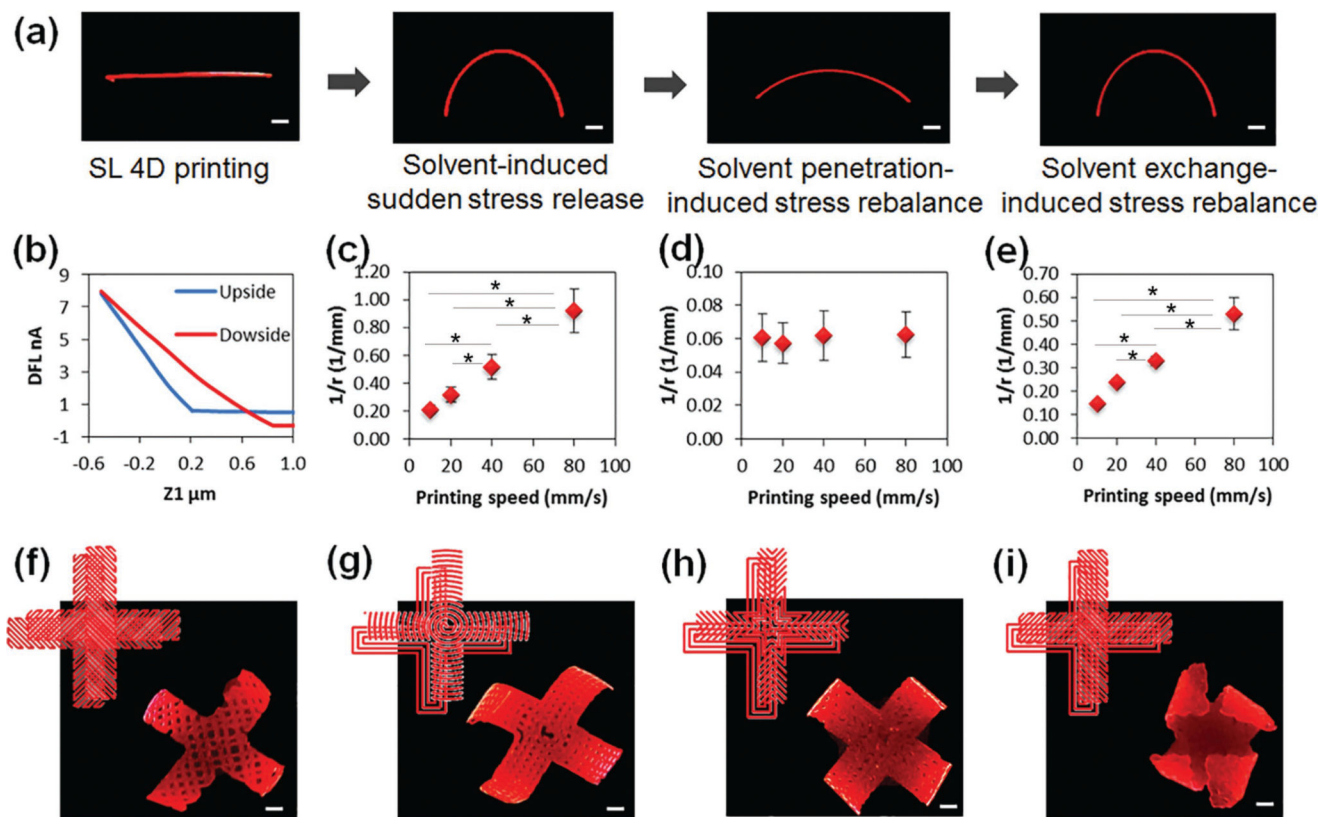 (a)
SL 4D printing
Solvent-induced
sudden stress release
Solvent penetration-
induced stress rebalance
Solvent exchange-
induced stress rebalance
(b)
9
7
5
3
1
-1
DFL nA
Upside
Dowside
-0.6
-0.2
0.2
0.6
1.0
Z1 µm
(c)
1.20
1.00
0.80
0.60
0.40
0.20
0.00
1/r (1/mm)
*
*
*
*
*
0
20
40
60
80
100
Printing speed (mm/s)
(d)
0.10
0.08
0.06
0.04
0.02
0.00
1/r (1/mm)
0
20
40
60
80
100
Printing speed (mm/s)
(e)
0.70
0.60
0.50
0.40
0.30
0.20
0.10
0.00
1/r (1/mm)
*
*
*
*
*
0
20
40
60
80
100
Printing speed (mm/s)
(f)
(g)
(h)
(i)